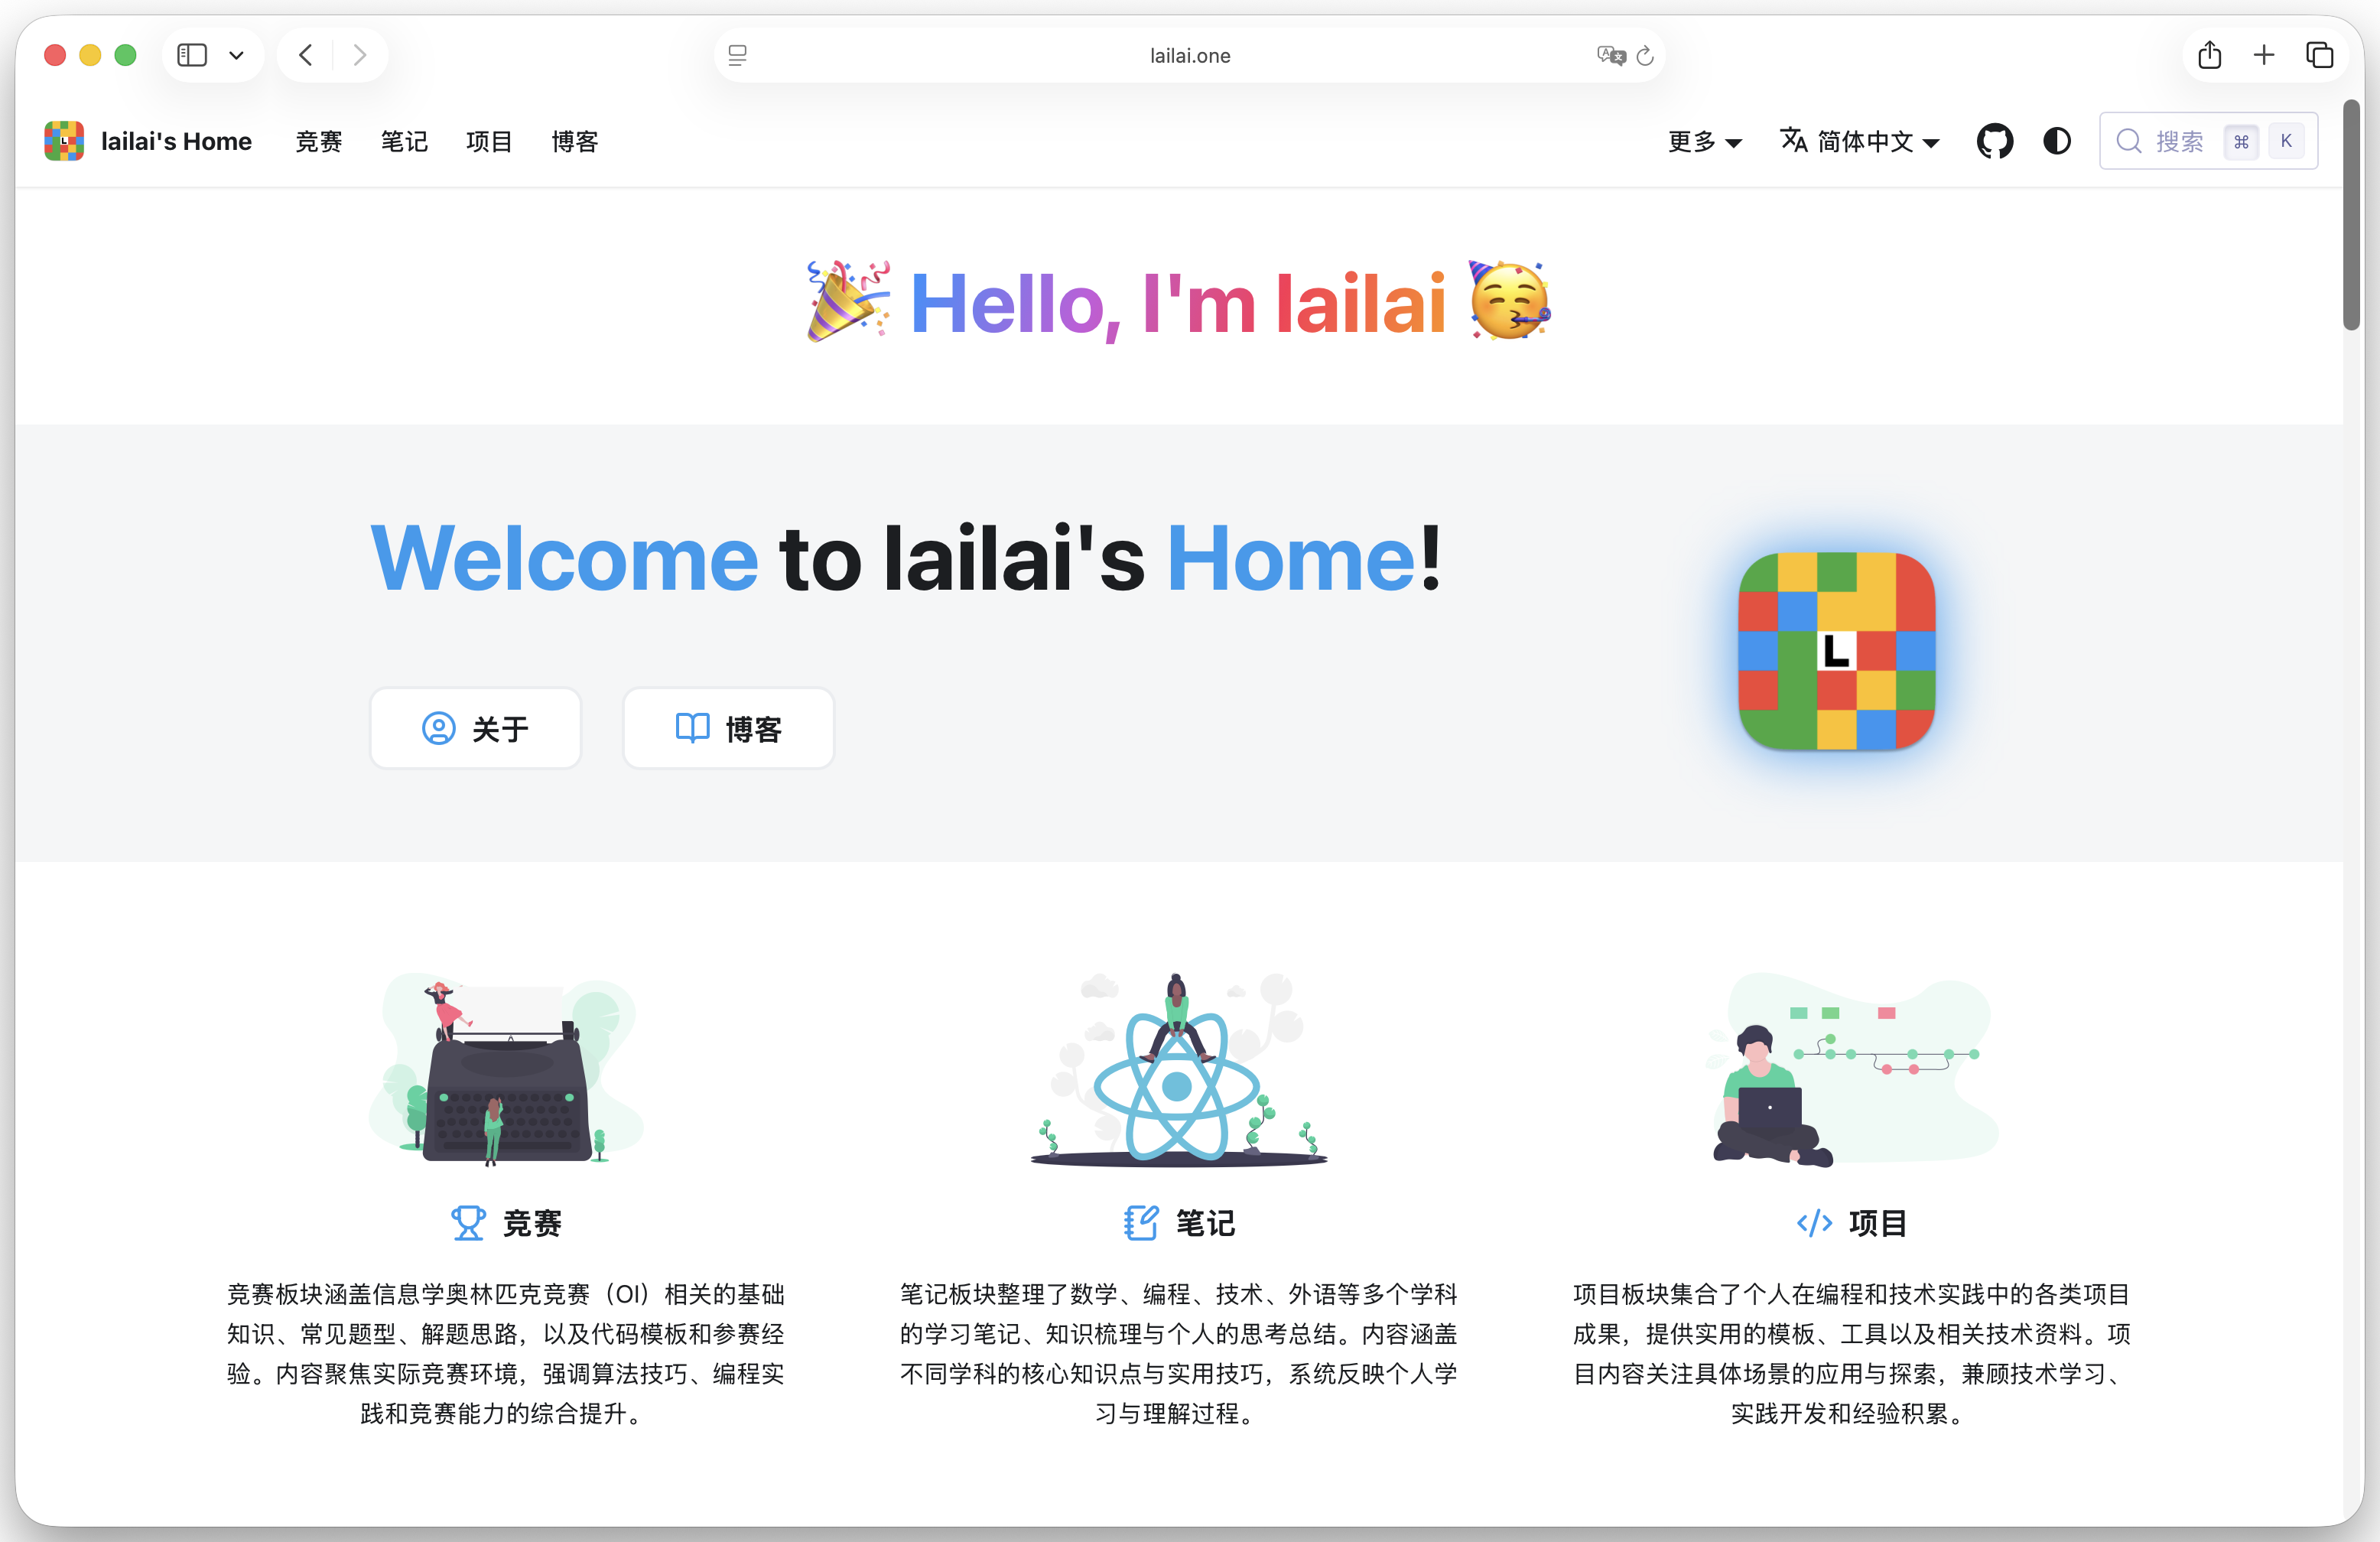 lailai.one
lailai's Home 竞赛 笔记 项目 博客 更多 简体中文 搜索 ⌘ K
🎉 Hello, I'm lailai 🥳
Welcome to lailai's Home!
L
关于 博客
竞赛
竞赛板块涵盖信息学奥林匹克竞赛（OI）相关的基础
知识、常见题型、解题思路，以及代码模板和参赛经
验。内容聚焦实际竞赛环境，强调算法技巧、编程实
践和竞赛能力的综合提升。
笔记
笔记板块整理了数学、编程、技术、外语等多个学科
的学习笔记、知识梳理与个人的思考总结。内容涵盖
不同学科的核心知识点与实用技巧，系统反映个人学
习与理解过程。
项目
项目板块集合了个人在编程和技术实践中的各类项目
成果，提供实用的模板、工具以及相关技术资料。项
目内容关注具体场景的应用与探索，兼顾技术学习、
实践开发和经验积累。